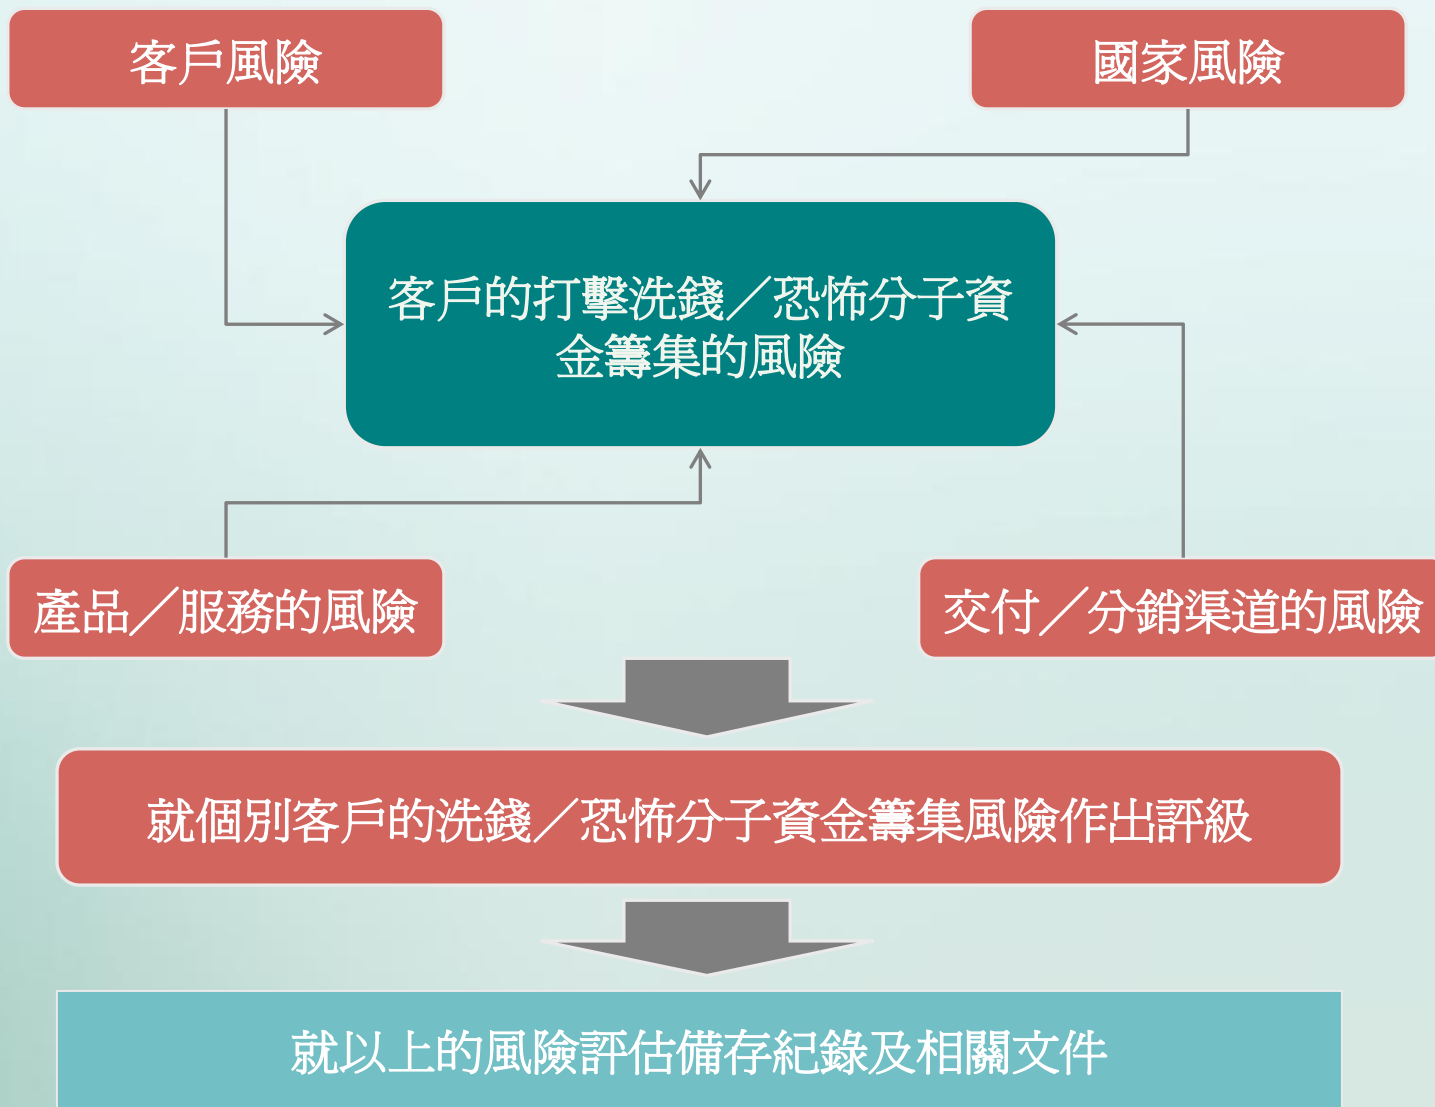 客戶風險
國家風險
客戶的打擊洗錢／恐怖分子資
金籌集的風險
產品／服務的風險
交付／分銷渠道的風險
就個別客戶的洗錢／恐怖分子資金籌集風險作出評級
就以上的風險評估備存紀錄及相關文件